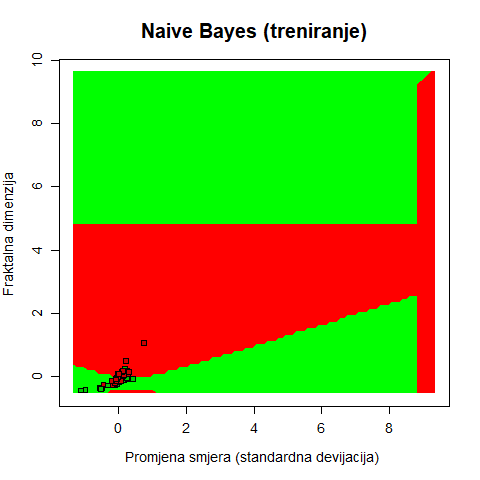 Naive Bayes (treniranje)
Fraktalna dimenzija
10
8
6
4
2
0
0 2 4 6 8
Promjena smjera (standardna devijacija)